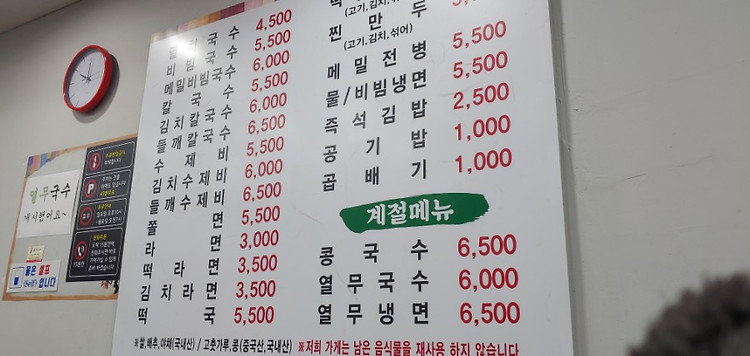 국수 4,500
비빔국수 5,500
메밀비빔국수 6,000
칼국수 5,500
김치칼국수 6,000
들깨칼국수 6,500
수제비 5,500
김치수제비 6,000
들깨수제비 6,500
쫄면 5,500
라면 3,000
떡라면 3,500
김치라면 3,500
떡국 5,500
(고기,김치,섞어)
찐만두
(고기,김치,섞어)
메밀전병 5,500
물/비빔냉면 5,500
즉석김밥 2,500
공기밥 1,000
곱배기 1,000
계절메뉴
콩국수 6,500
열무국수 6,000
열무냉면 6,500
※쌀,배추,야채(국내산) / 고춧가루,콩(중국산,국내산)
※저희 가게는 남은 음식물을 재사용 하지 않습니다
열무국수
개시했어요~
물은 셀프
(Self) 입니다